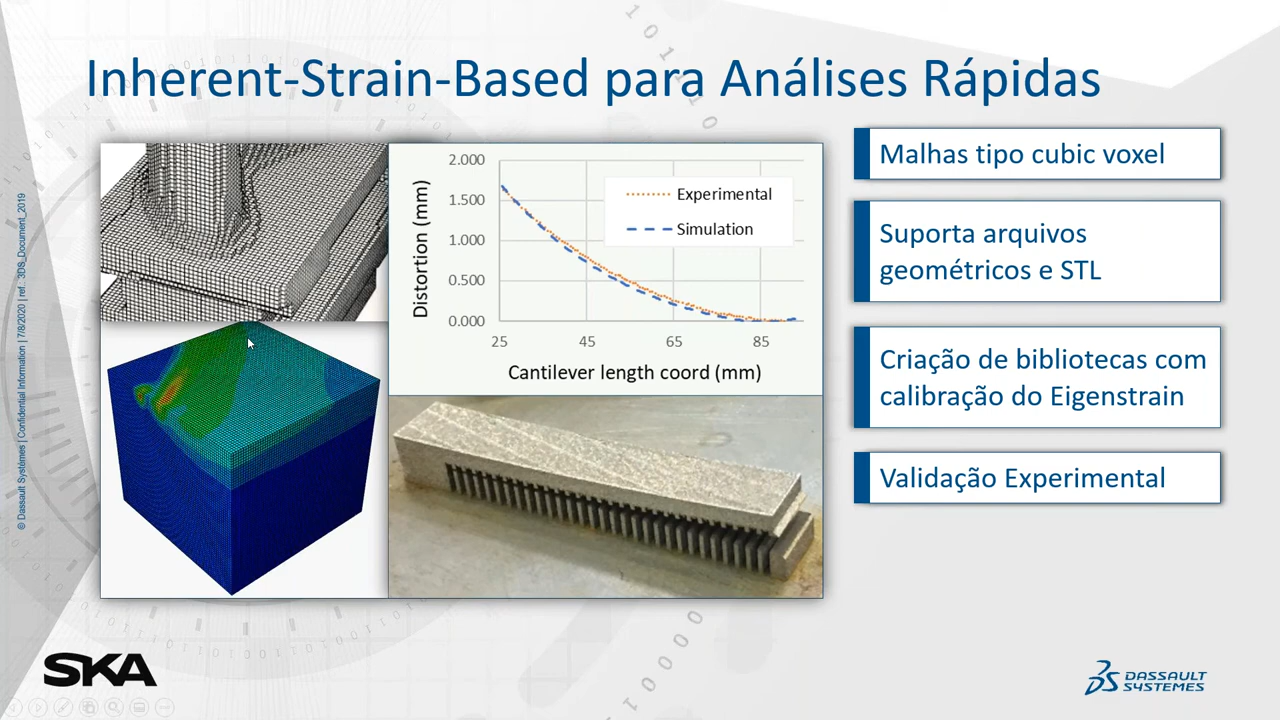 Inherent-Strain-Based para Análises Rápidas
2.000
1.500
1.000
0.500
0.000
Distortion (mm)
Experimental
Simulation
25
45
65
85
Cantilever length coord (mm)
Malhas tipo cubic voxel
Suporta arquivos
geométricos e STL
Criação de bibliotecas com
calibração do Eigenstrain
Validação Experimental
© Dassault Systèmes | Confidential Information | 7/8/2020 | ref.: 3DS_Document_2019
SKA
DASSAULT
SYSTEMES